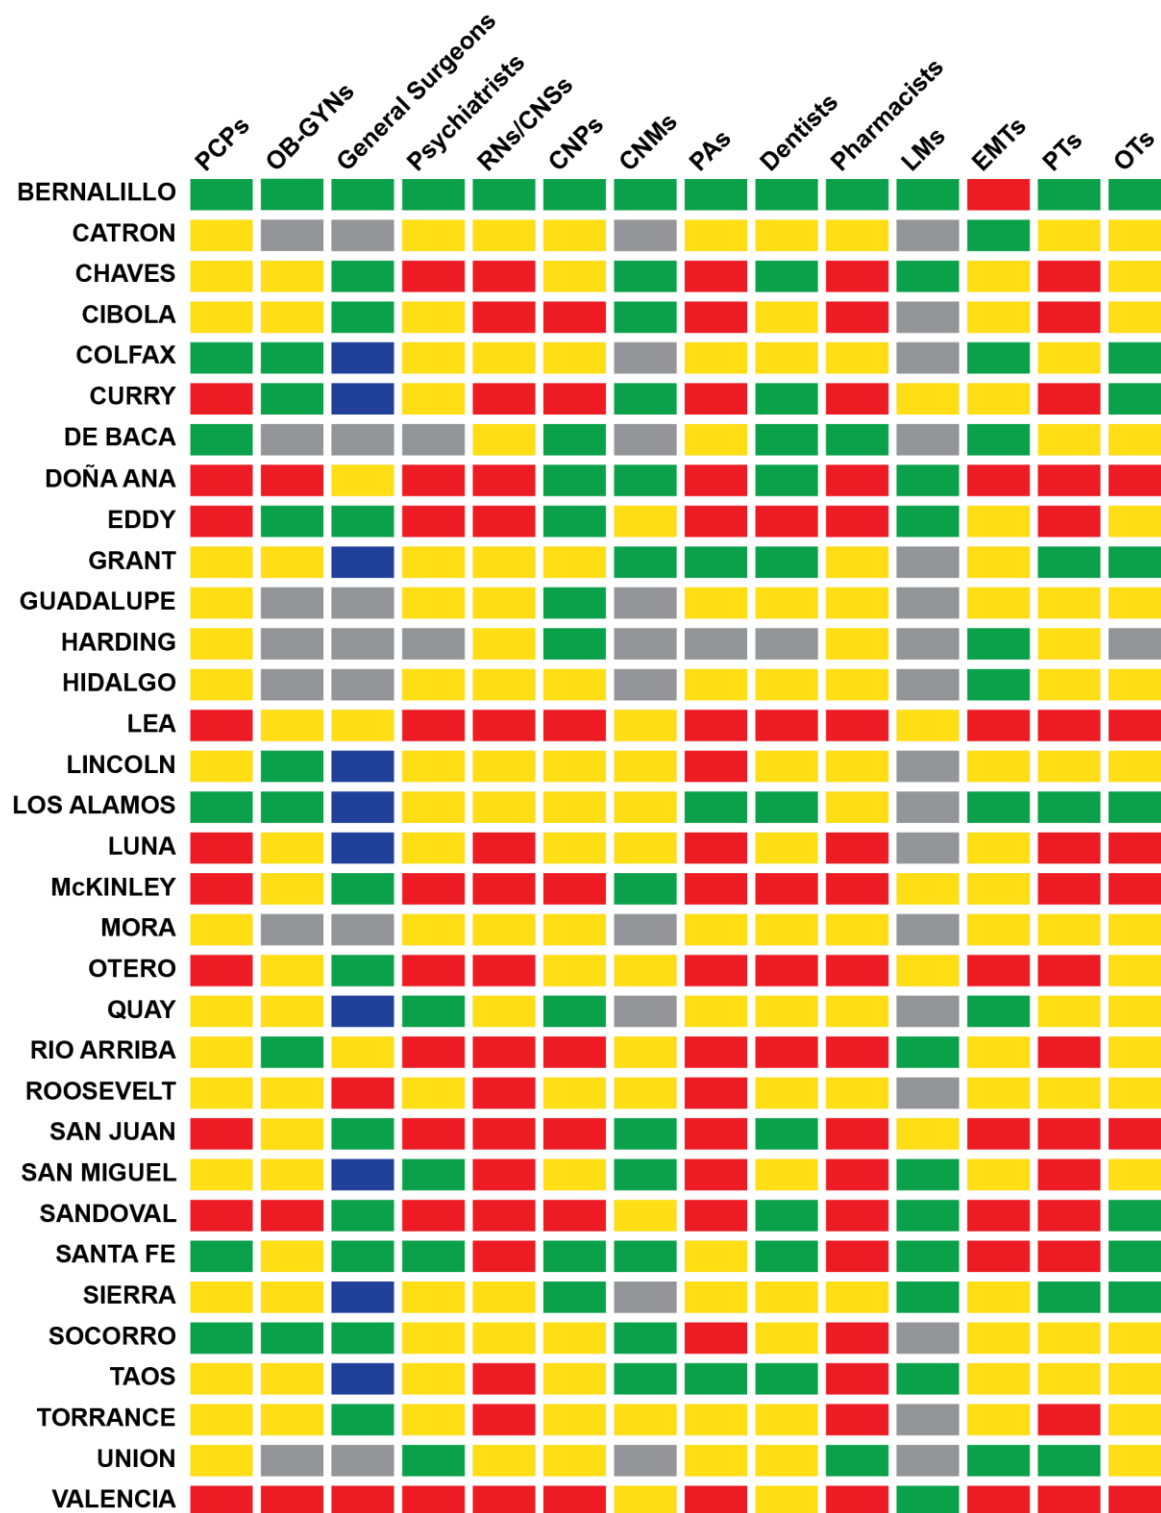 PCPs
OB-GYNs
General Surgeons
Psychiatrists
RNs/CNSs
CNPs
CNMs
PAs
Dentists
Pharmacists
LMs
EMTs
PTs
OTs
BERNALILLO
CATRON
CHAVES
CIBOLA
COLFAX
CURRY
DE BACA
DOÑA ANA
EDDY
GRANT
GUADALUPE
HARDING
HIDALGO
LEA
LINCOLN
LOS ALAMOS
LUNA
McKINLEY
MORA
OTERO
QUAY
RIO ARRIBA
ROOSEVELT
SAN JUAN
SAN MIGUEL
SANDOVAL
SANTA FE
SIERRA
SOCORRO
TAOS
TORRANCE
UNION
VALENCIA